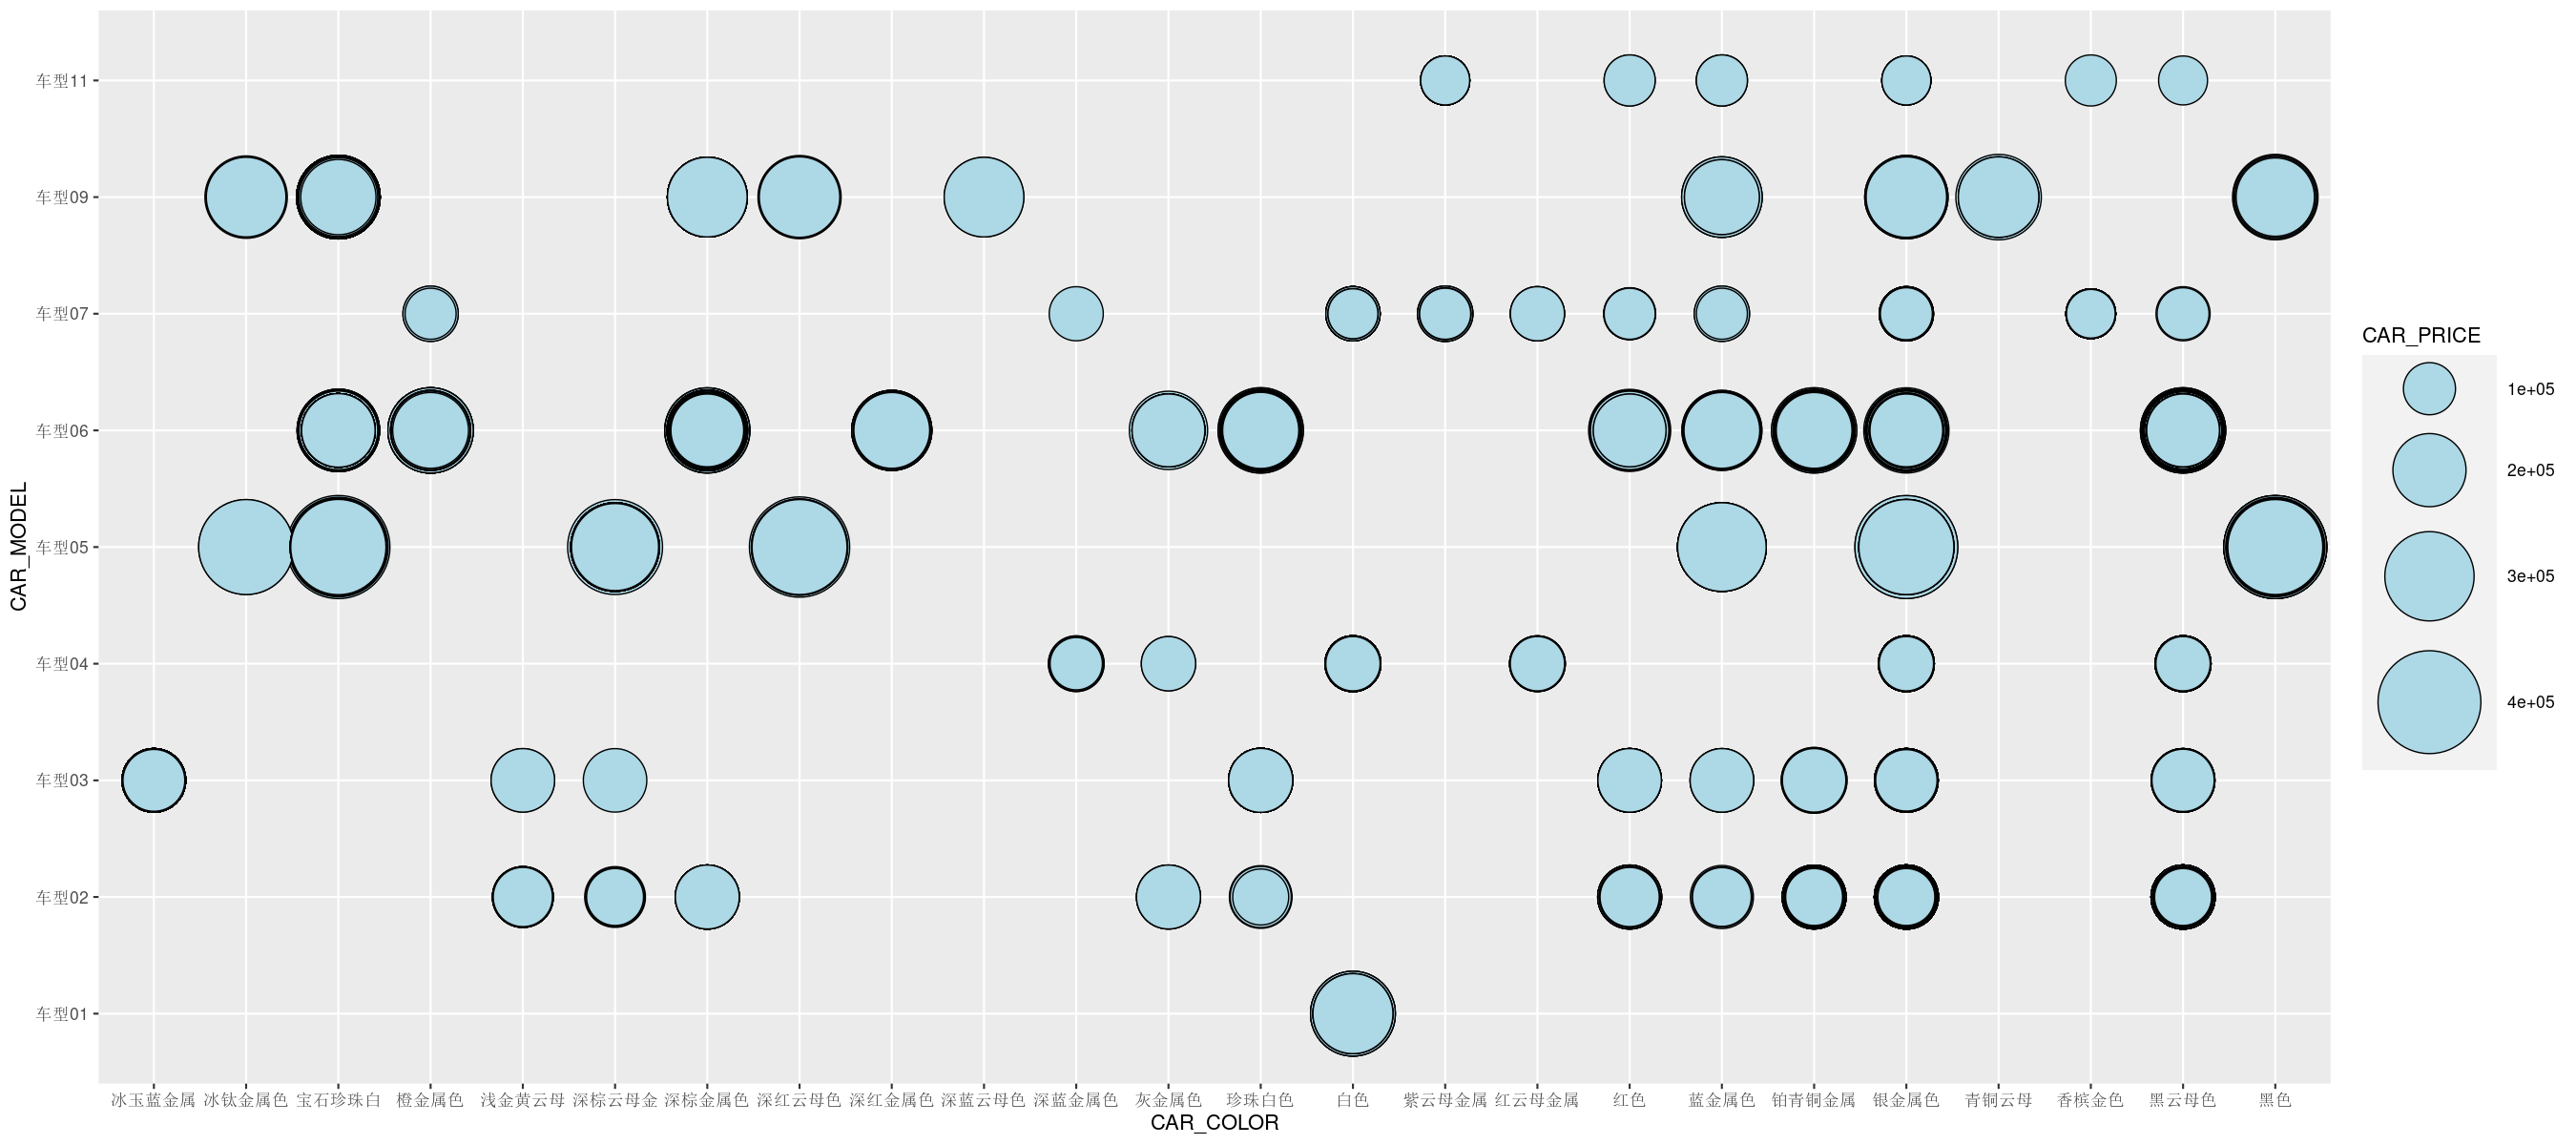 CAR_MODEL
车型11
车型09
车型07
车型06
车型05
车型04
车型03
车型02
车型01
冰玉蓝金属 冰钛金属色 宝石珍珠白 橙金属色 浅金黄云母 深棕云母金 深棕金属色 深红云母色 深红金属色 深蓝云母色 深蓝金属色 灰金属色 珍珠白色 白色 紫云母金属 红云母金属 红色 蓝金属色 铂青铜金属 银金属色 青铜云母 香槟金色 黑云母色 黑色
CAR_COLOR
CAR_PRICE
1e+05
2e+05
3e+05
4e+05